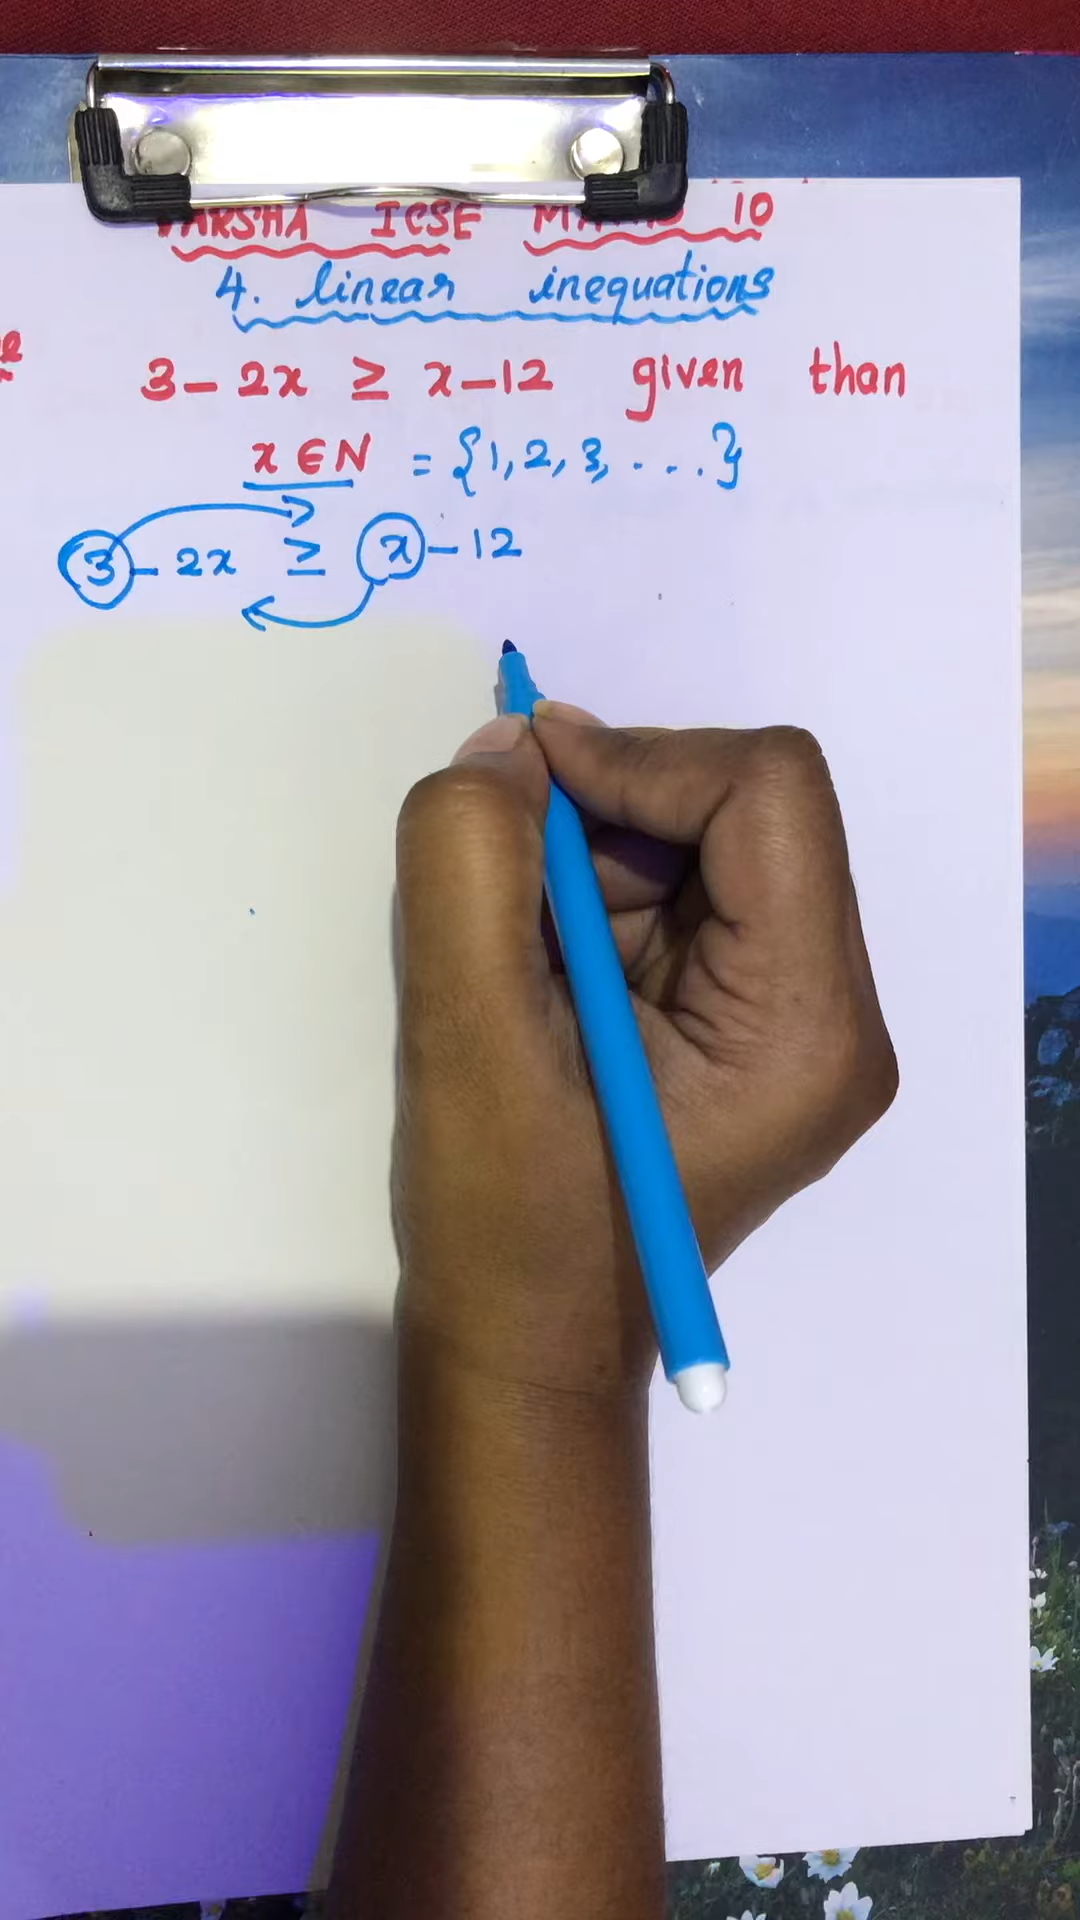 ICSE 10
4. linear inequations
3 - 2x ≥ x - 12 given than
x ∈ N = {1, 2, 3, ...}
3 - 2x ≥ x - 12